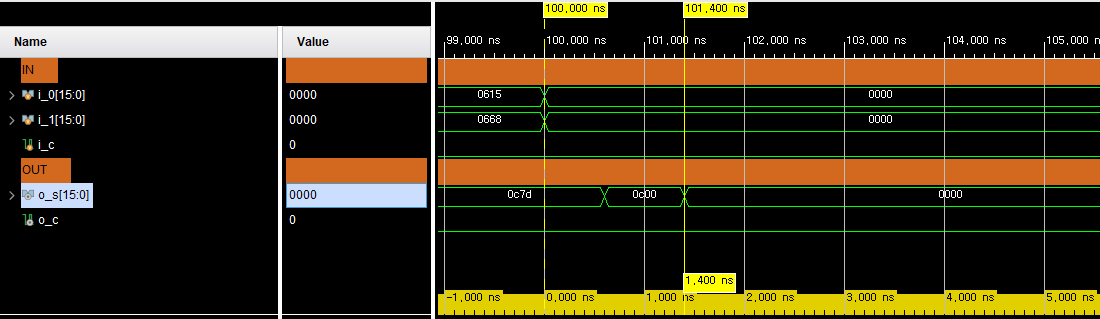 100,000 ns 101,400 ns
Name Value 99,000 ns 100,000 ns 101,000 ns 102,000 ns 103,000 ns 104,000 ns 105,000 ns
IN
i_0[15:0] 0000 0615 0000
i_1[15:0] 0000 0668 0000
i_c 0
OUT
o_s[15:0] 0000 0c7d 0c00 0000
o_c 0
1,400 ns
-1,000 ns 0,000 ns 1,000 ns 2,000 ns 3,000 ns 4,000 ns 5,000 ns